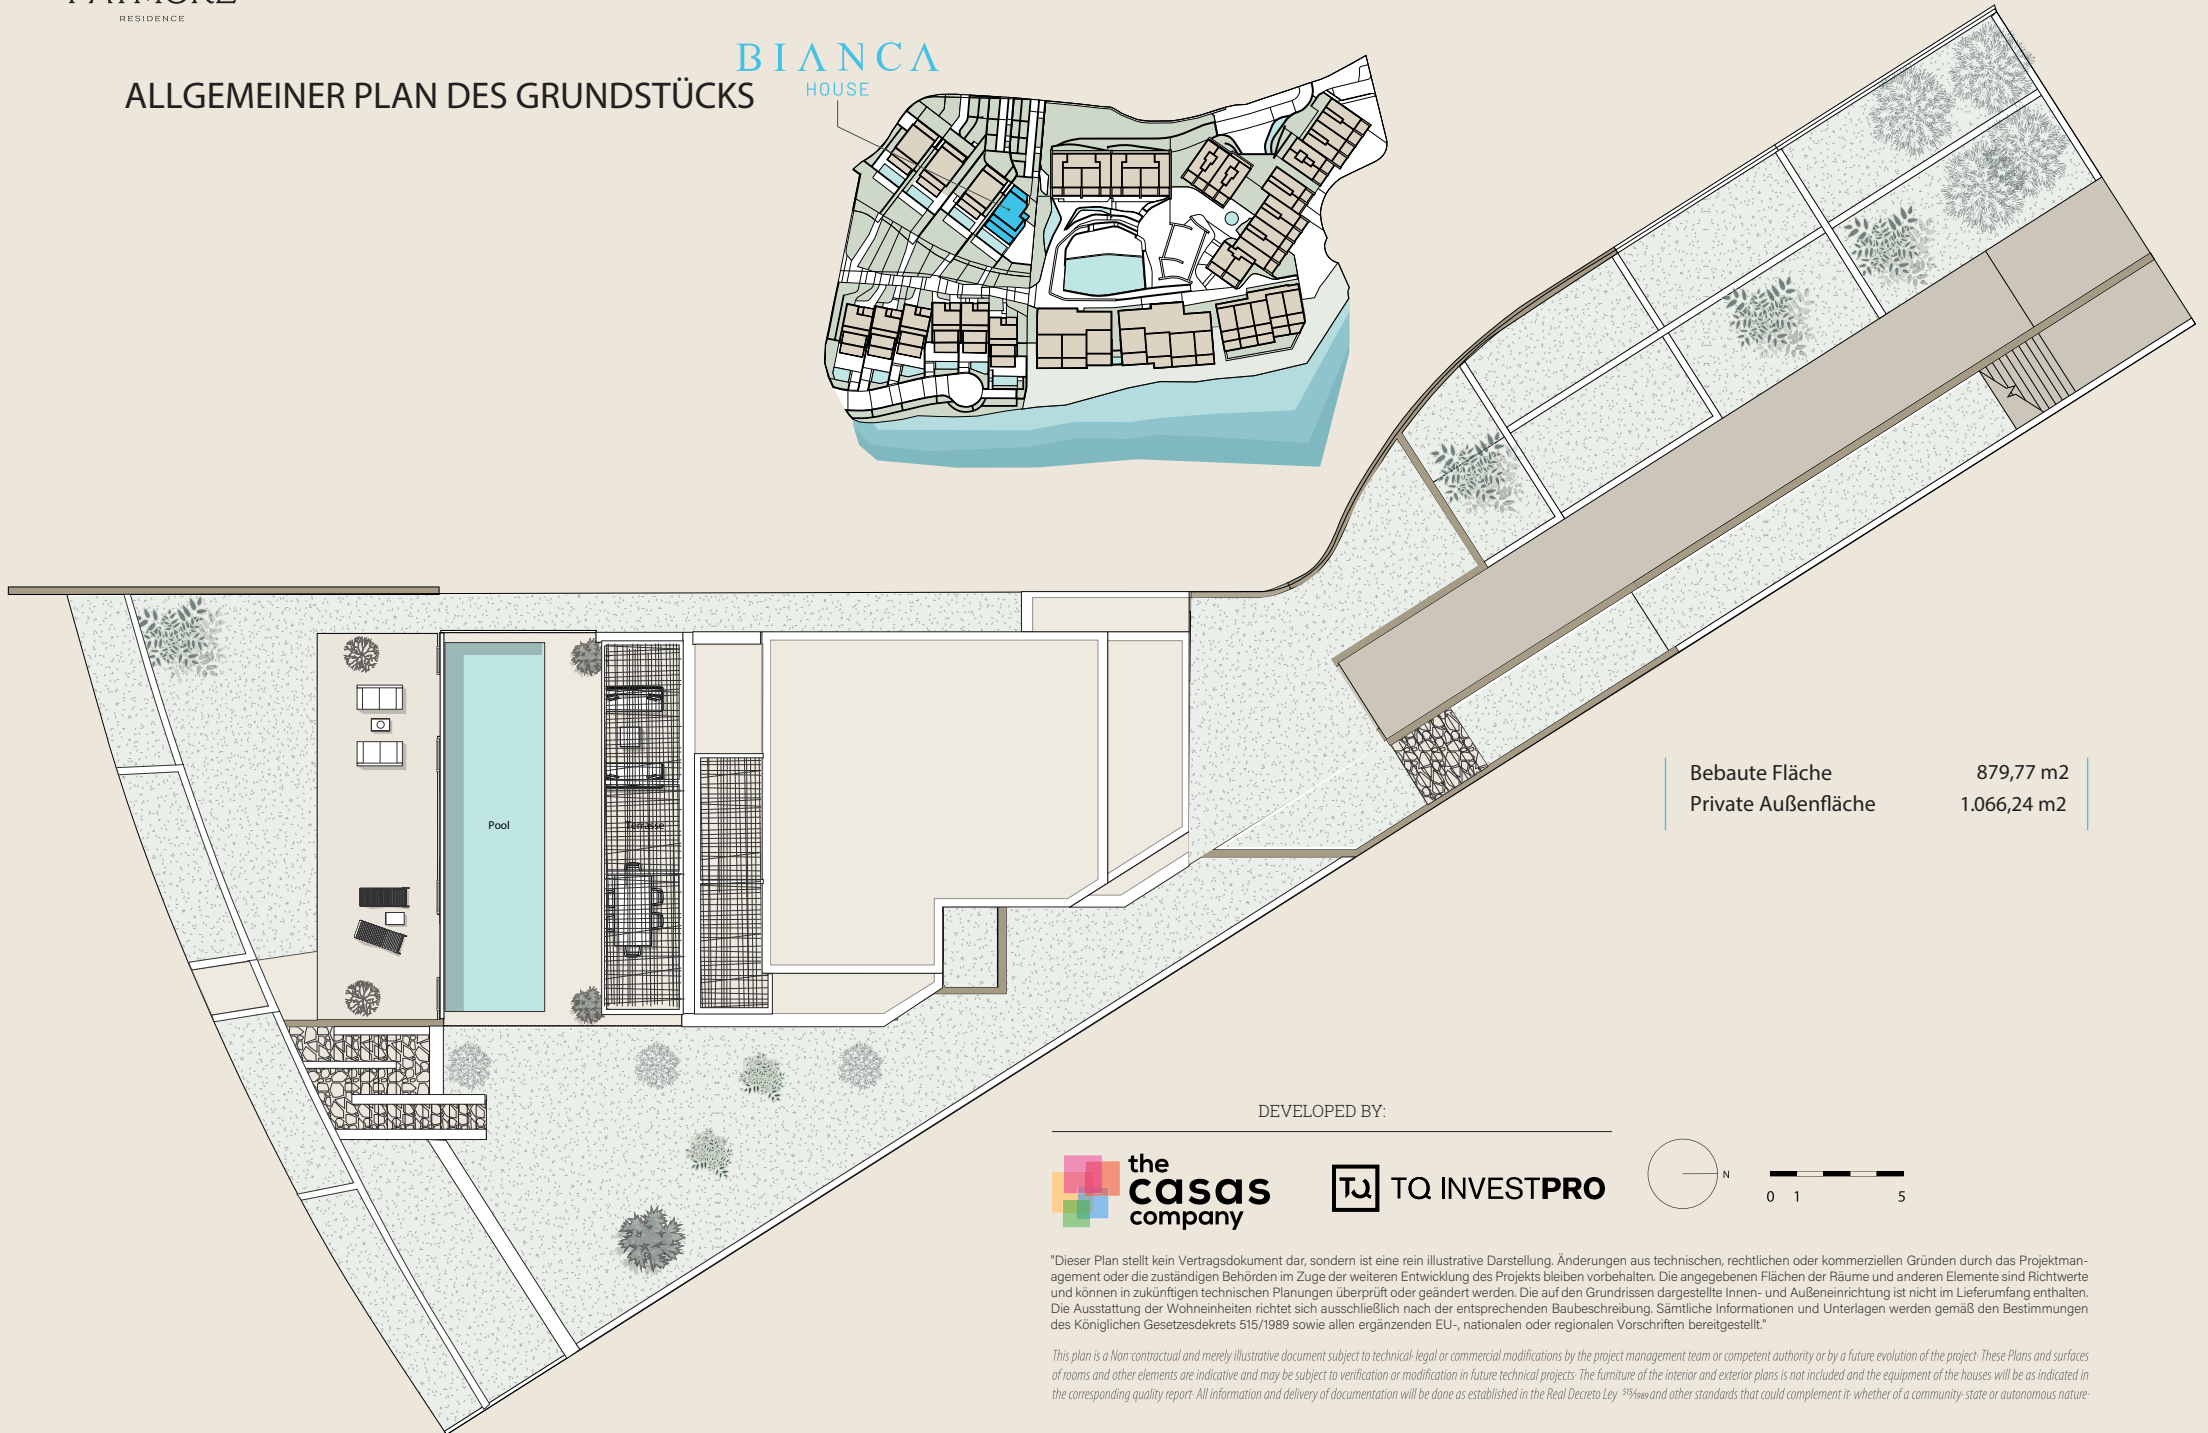 RESIDENCE
BIANCA
HOUSE
ALLGEMEINER PLAN DES GRUNDSTÜCKS
Pool
Terrasse
Bebaute Fläche 879,77 m2
Private Außenfläche 1.066,24 m2
DEVELOPED BY:
the
casas
company
TQ TQ INVESTPRO
N
0 1 5
"Dieser Plan stellt kein Vertragsdokument dar, sondern ist eine rein illustrative Darstellung. Änderungen aus technischen, rechtlichen oder kommerziellen Gründen durch das Projektman-
agement oder die zuständigen Behörden im Zuge der weiteren Entwicklung des Projekts bleiben vorbehalten. Die angegebenen Flächen der Räume und anderen Elemente sind Richtwerte
und können in zukünftigen technischen Planungen überprüft oder geändert werden. Die auf den Grundrissen dargestellte Innen- und Außeneinrichtung ist nicht im Lieferumfang enthalten.
Die Ausstattung der Wohneinheiten richtet sich ausschließlich nach der entsprechenden Baubeschreibung. Sämtliche Informationen und Unterlagen werden gemäß den Bestimmungen
des Königlichen Gesetzesdekrets 515/1989 sowie allen ergänzenden EU-, nationalen oder regionalen Vorschriften bereitgestellt."
This plan is a Non-contractual and merely illustrative document subject to technical- legal or commercial modifications by the project management team or competent authority or by a future evolution of the project- These Plans and surfaces
of rooms and other elements are indicative and may be subject to verification or modification in future technical projects- The furniture of the interior and exterior plans is not included and the equipment of the houses will be as indicated in
the corresponding quality report- All information and delivery of documentation will be done as established in the Real Decreto Ley 515/1989 and other standards that could complement it- whether of a community- state or autonomous nature-